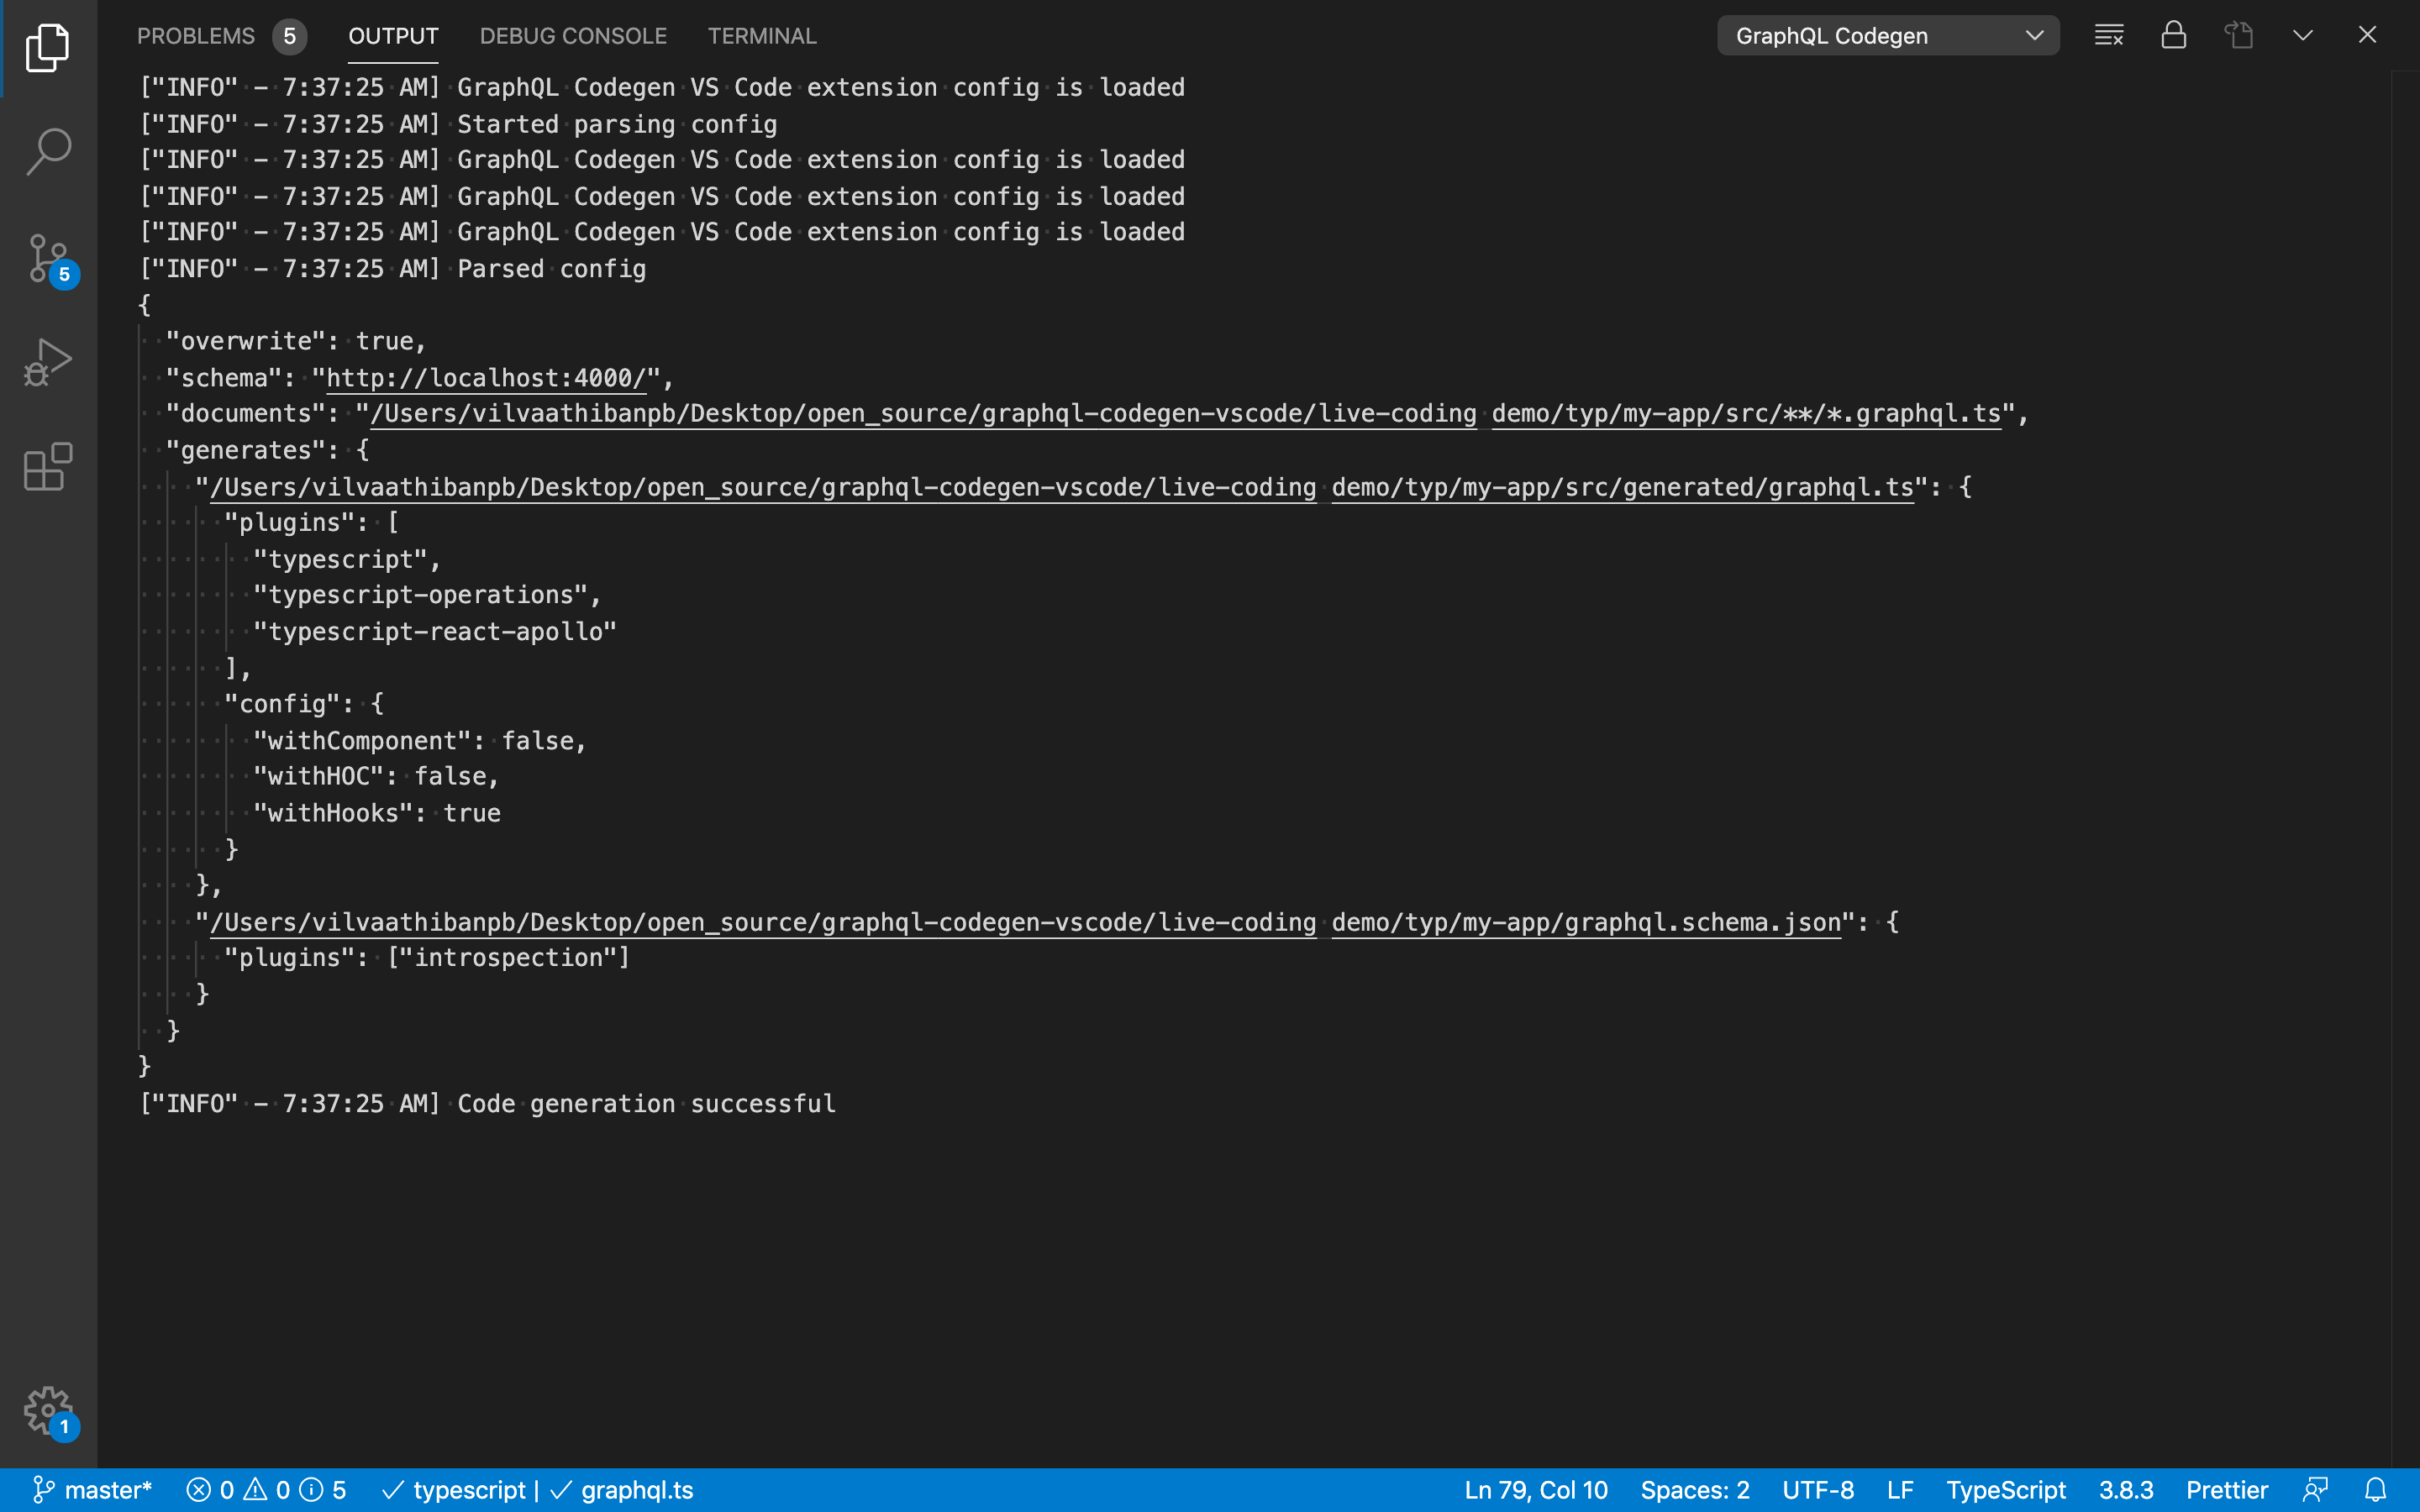 PROBLEMS 5 OUTPUT DEBUG CONSOLE TERMINAL GraphQL Codegen
["INFO" - 7:37:25 AM] GraphQL Codegen VS Code extension config is loaded
["INFO" - 7:37:25 AM] Started parsing config
["INFO" - 7:37:25 AM] GraphQL Codegen VS Code extension config is loaded
["INFO" - 7:37:25 AM] GraphQL Codegen VS Code extension config is loaded
["INFO" - 7:37:25 AM] GraphQL Codegen VS Code extension config is loaded
["INFO" - 7:37:25 AM] Parsed config
{
  "overwrite": true,
  "schema": "http://localhost:4000/",
  "documents": "/Users/vilvaathibanpb/Desktop/open_source/graphql-codegen-vscode/live-coding demo/typ/my-app/src/**/*.graphql.ts",
  "generates": {
    "/Users/vilvaathibanpb/Desktop/open_source/graphql-codegen-vscode/live-coding demo/typ/my-app/src/generated/graphql.ts": {
      "plugins": [
        "typescript",
        "typescript-operations",
        "typescript-react-apollo"
      ],
      "config": {
        "withComponent": false,
        "withHOC": false,
        "withHooks": true
      }
    },
    "/Users/vilvaathibanpb/Desktop/open_source/graphql-codegen-vscode/live-coding demo/typ/my-app/graphql.schema.json": {
      "plugins": ["introspection"]
    }
  }
}
["INFO" - 7:37:25 AM] Code generation successful
5
1
master* 0 0 5 typescript | graphql.ts Ln 79, Col 10 Spaces: 2 UTF-8 LF TypeScript 3.8.3 Prettier